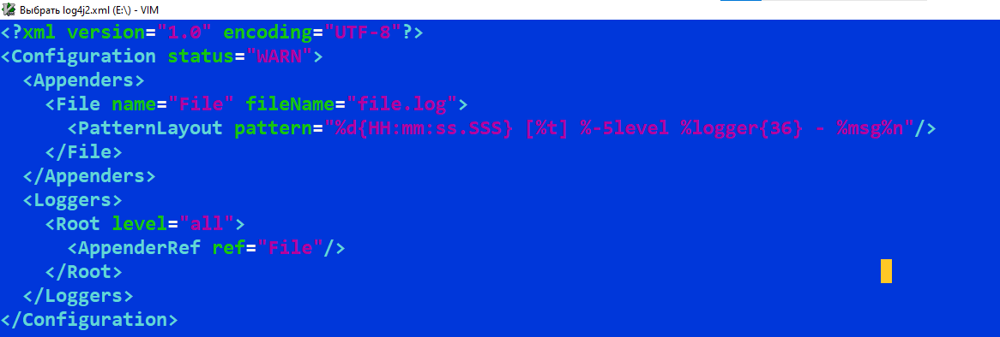 Выбрать log4j2.xml (E:\) - VIM
<?xml version="1.0" encoding="UTF-8"?>
<Configuration status="WARN">
  <Appenders>
    <File name="File" fileName="file.log">
      <PatternLayout pattern="%d{HH:mm:ss.SSS} [%t] %-5level %logger{36} - %msg%n"/>
    </File>
  </Appenders>
  <Loggers>
    <Root level="all">
      <AppenderRef ref="File"/>
    </Root>
  </Loggers>
</Configuration>